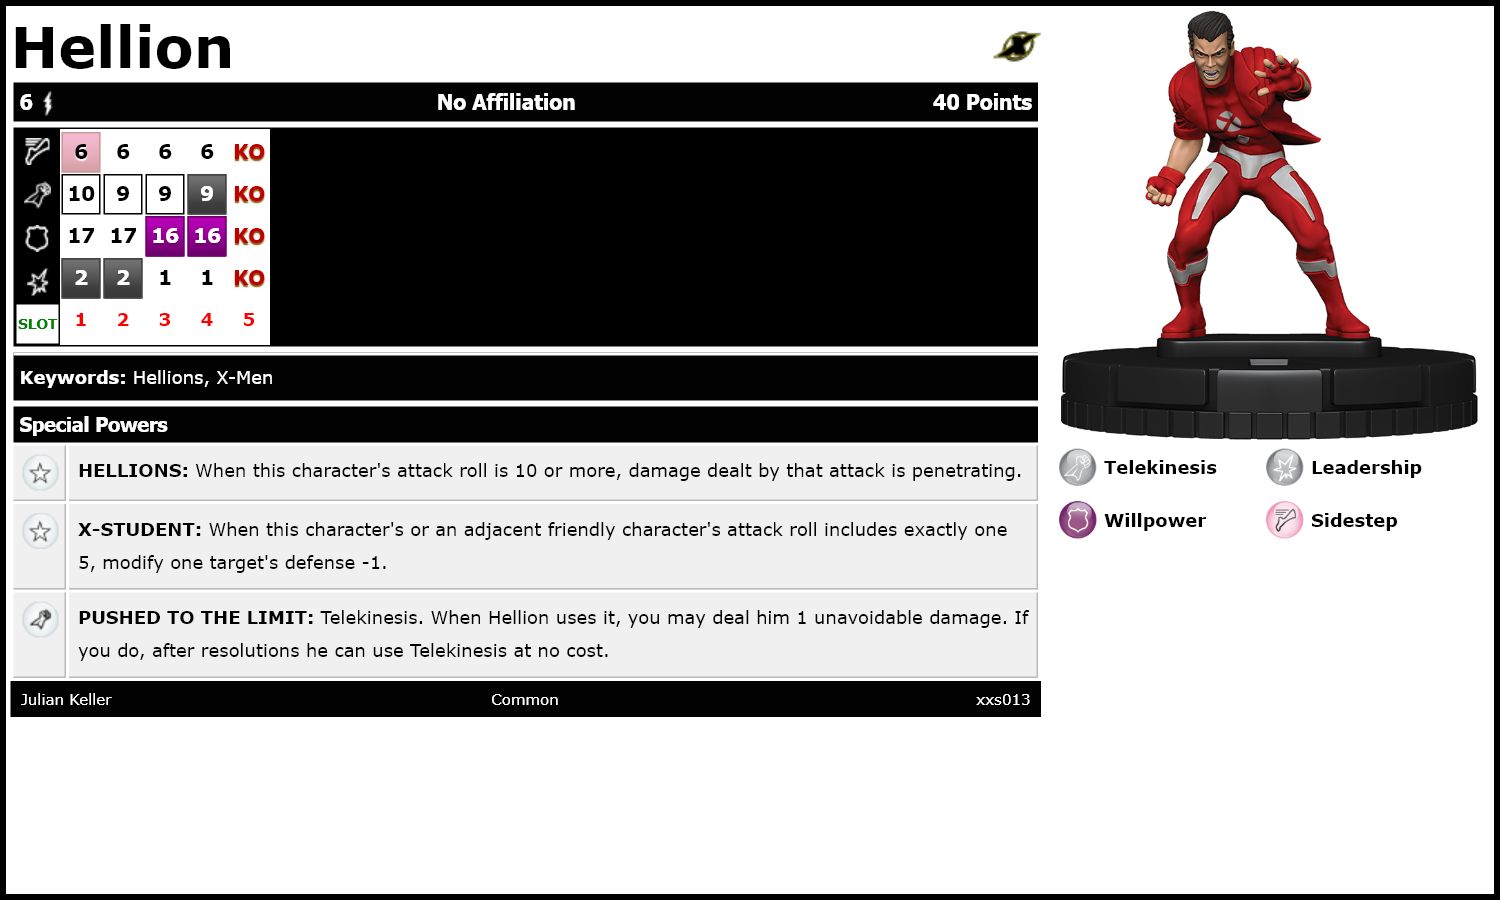 Hellion
6 No Affiliation 40 Points
6 6 6 6 KO
10 9 9 9 KO
17 17 16 16 KO
2 2 1 1 KO
SLOT 1 2 3 4 5
Keywords: Hellions, X-Men
Special Powers
HELLIONS: When this character's attack roll is 10 or more, damage dealt by that attack is penetrating.
X-STUDENT: When this character's or an adjacent friendly character's attack roll includes exactly one
5, modify one target's defense -1.
PUSHED TO THE LIMIT: Telekinesis. When Hellion uses it, you may deal him 1 unavoidable damage. If
you do, after resolutions he can use Telekinesis at no cost.
Julian Keller Common xxs013
Telekinesis Leadership
Willpower Sidestep